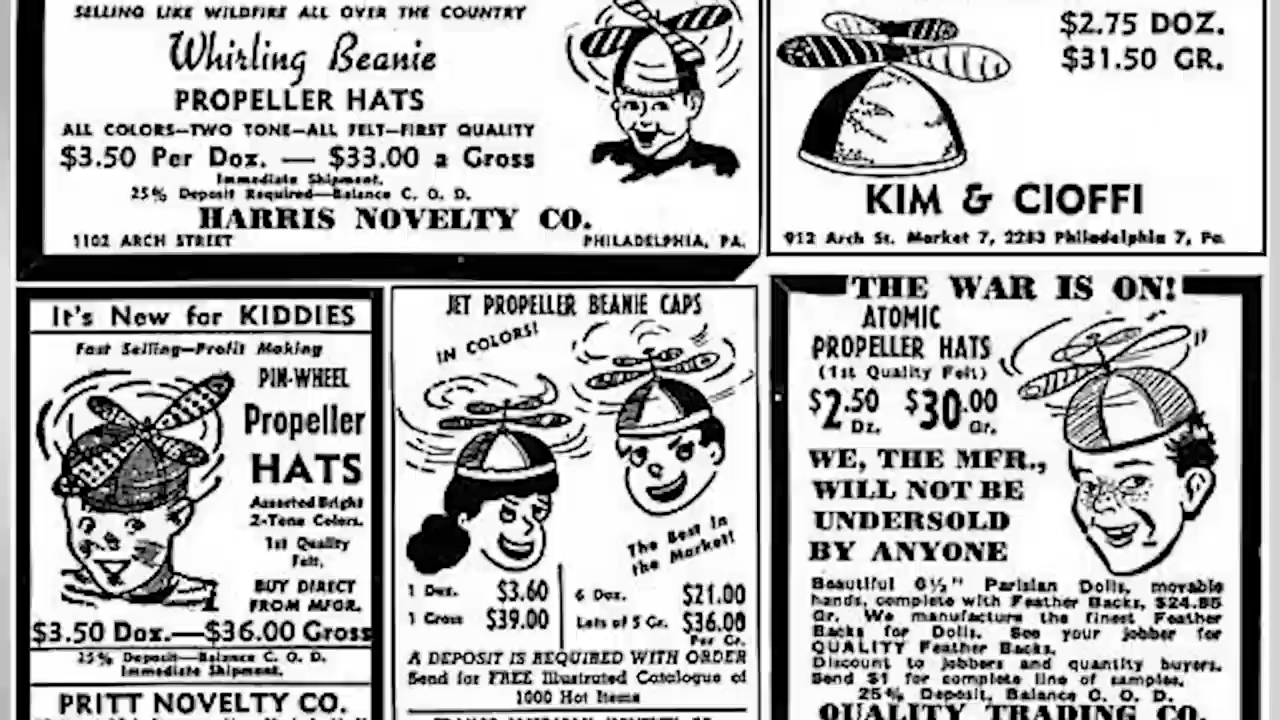 SELLING LIKE WILDFIRE ALL OVER THE COUNTRY
Whirling Beanie
PROPELLER HATS
ALL COLORS—TWO TONE—ALL FELT—FIRST QUALITY
$3.50 Per Doz. — $33.00 a Gross
Immediate Shipment.
25% Deposit Required—Balance C. O. D.
HARRIS NOVELTY CO.
1102 ARCH STREET PHILADELPHIA, PA.
$2.75 DOZ.
$31.50 GR.
KIM & CIOFFI
912 Arch St. Market 7, 2283 Philadelphia 7, Pa.
It's New for KIDDIES
Fast Selling—Profit Making
PIN-WHEEL
Propeller
HATS
Assorted Bright
2-Tone Colors.
1st Quality
Felt.
BUY DIRECT
FROM MFGR.
$3.50 Doz.—$36.00 Gross
25% Deposit—Balance C. O. D.
Immediate Shipment.
PRITT NOVELTY CO.
JET PROPELLER BEANIE CAPS
IN COLORS!
The Best In
the Market!
1 Doz. $3.60
1 Gross $39.00
6 Doz. $21.00
Lots of 5 Gr. $36.00
Per Gr.
A DEPOSIT IS REQUIRED WITH ORDER
Send for FREE Illustrated Catalogue of
1000 Hot Items
THE WAR IS ON!
ATOMIC
PROPELLER HATS
(1st Quality Felt)
$2.50 $30.00
Dz. Gr.
WE, THE MFR.,
WILL NOT BE
UNDERSOLD
BY ANYONE
Beautiful 6½" Parisian Dolls, movable
hands, complete with Feather Backs, $24.85
Gr. We manufacture the finest Feather
Backs for Dolls. See your jobber for
QUALITY Feather Backs.
Discount to jobbers and quantity buyers.
Send $1 for complete line of samples.
25% Deposit, Balance C. O. D.
QUALITY TRADING CO.